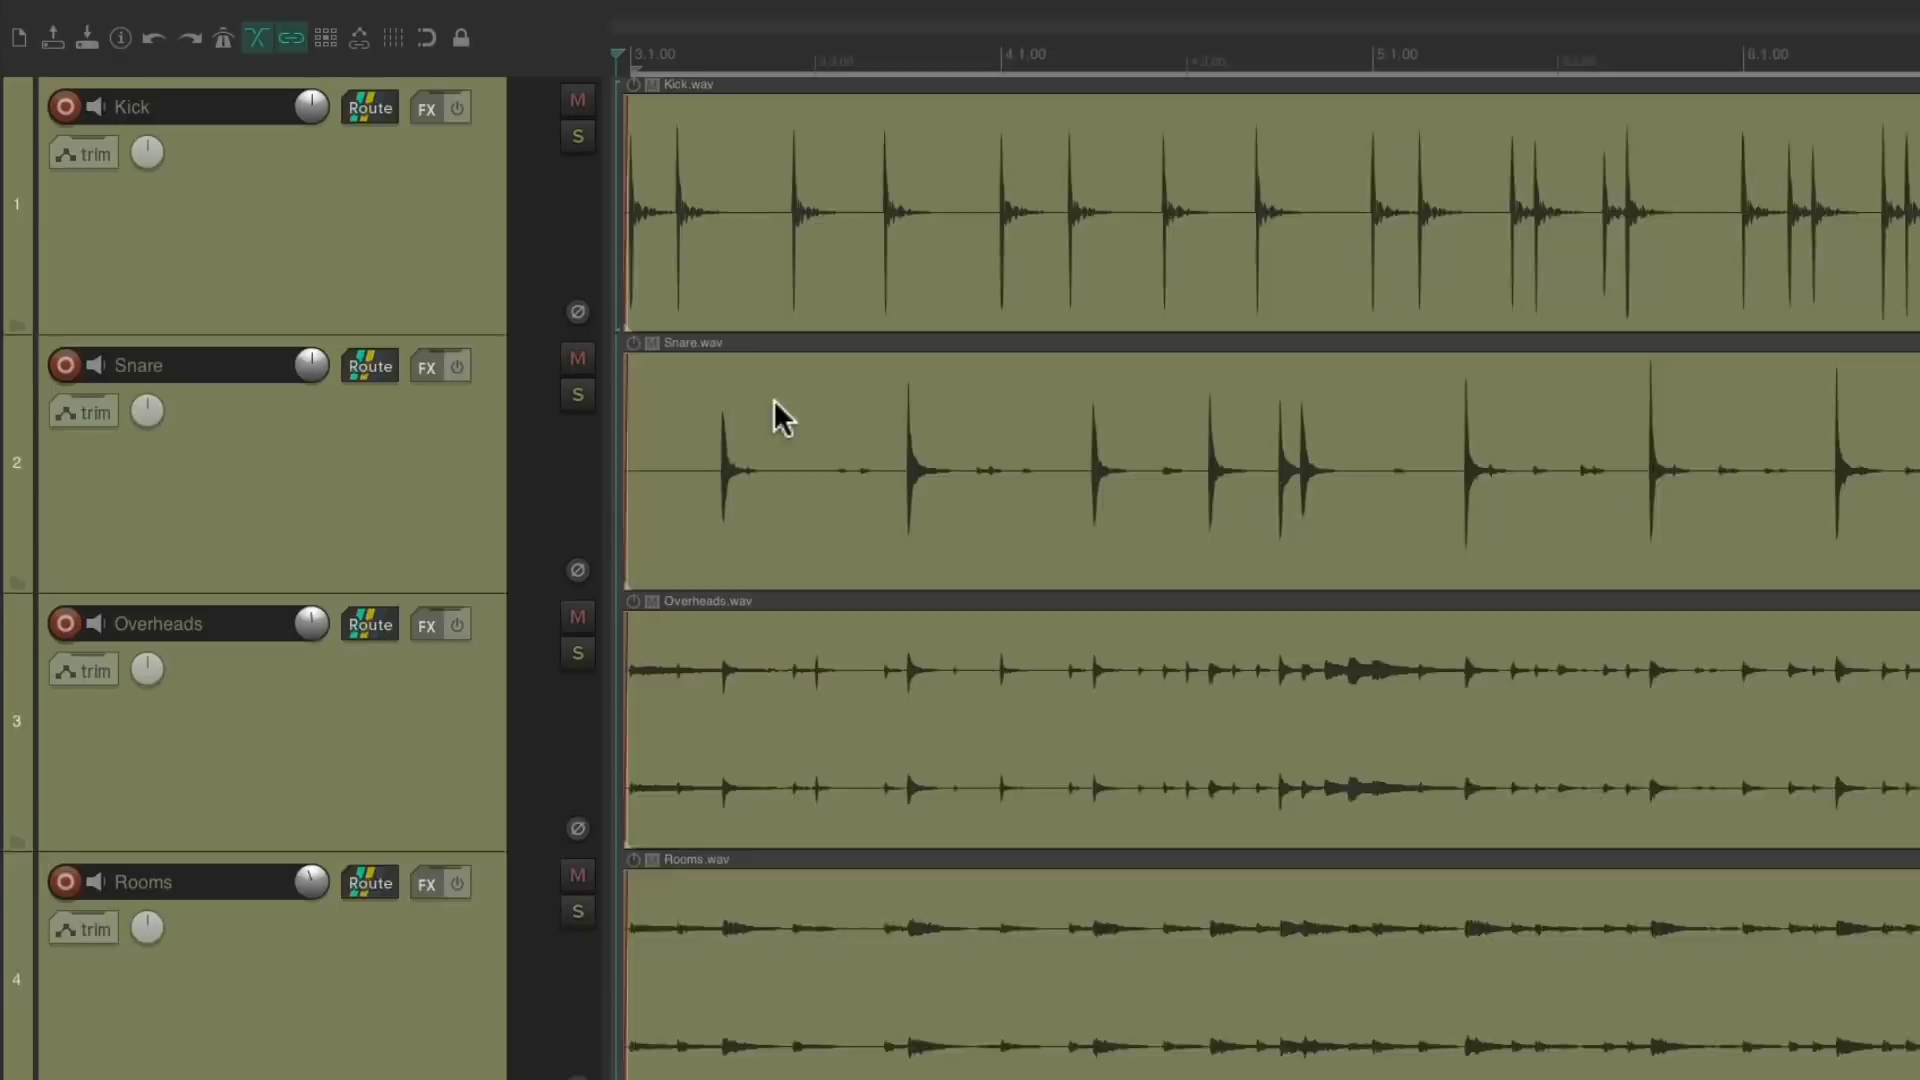 3.1.00 4.1.00 5.1.00 6.1.00
Kick Route FX M Kick.wav
trim S
1
Snare Route FX M Snare.wav
trim S
2
Overheads Route FX M Overheads.wav
trim S
3
Rooms Route FX M Rooms.wav
trim S
4